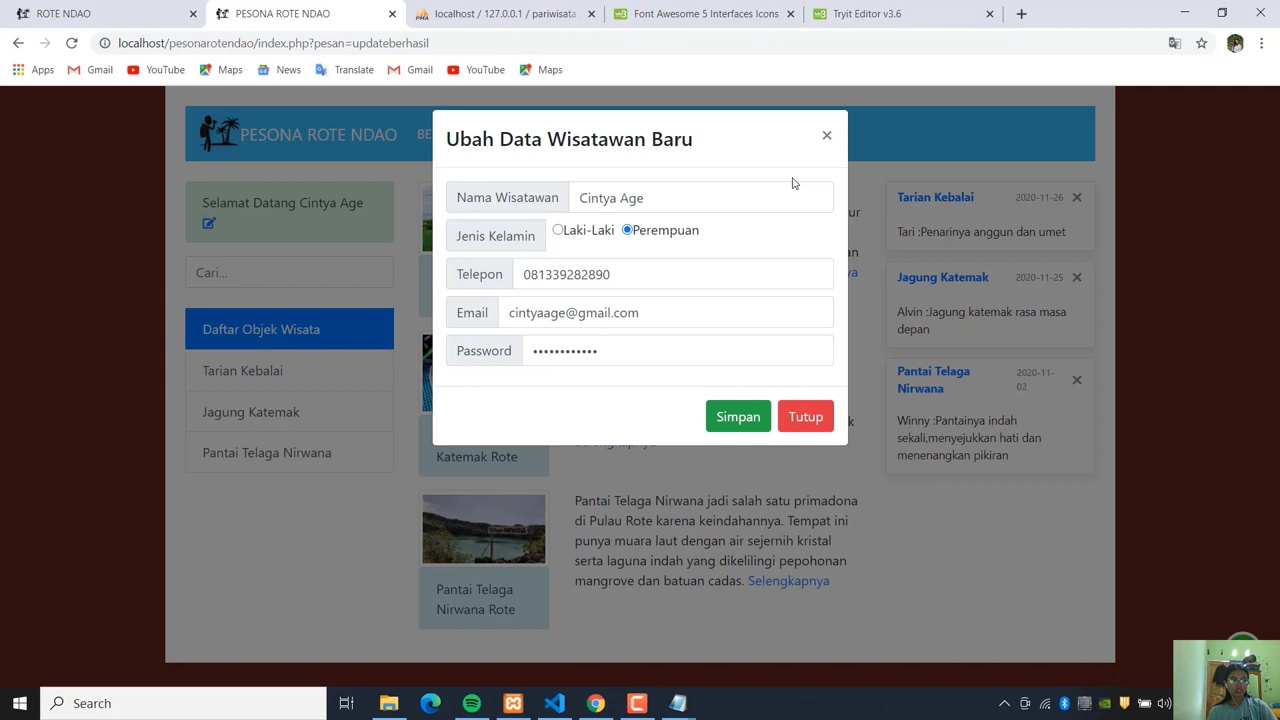 ROTE NDAO
PESONA ROTE NDAO
localhost / 127.0.0.1 / pariwisata
Font Awesome 5 Interfaces Icons
Tryit Editor v3.6
localhost/pesonarotendao/index.php?pesan=updateberhasil
Apps
Gmail
YouTube
Maps
News
Translate
Gmail
YouTube
Maps
PESONA ROTE NDAO
BE
Ubah Data Wisatawan Baru
Nama Wisatawan
Cintya Age
Jenis Kelamin
Laki-Laki
Perempuan
Telepon
081339282890
Email
cintyaage@gmail.com
Password
••••••••••••
Simpan
Tutup
Selamat Datang Cintya Age
Cari...
Daftar Objek Wisata
Tarian Kebalai
Jagung Katemak
Pantai Telaga Nirwana
ur
an
ya
k
Selengkapnya
Katemak Rote
Pantai Telaga
Nirwana Rote
Pantai Telaga Nirwana jadi salah satu primadona
di Pulau Rote karena keindahannya. Tempat ini
punya muara laut dengan air sejernih kristal
serta laguna indah yang dikelilingi pepohonan
mangrove dan batuan cadas. Selengkapnya
Tarian Kebalai
2020-11-26
Tari :Penarinya anggun dan umet
Jagung Katemak
2020-11-25
Alvin :Jagung katemak rasa masa
depan
Pantai Telaga
Nirwana
2020-11-
02
Winny :Pantainya indah
sekali,menyejukkan hati dan
menenangkan pikiran
Search